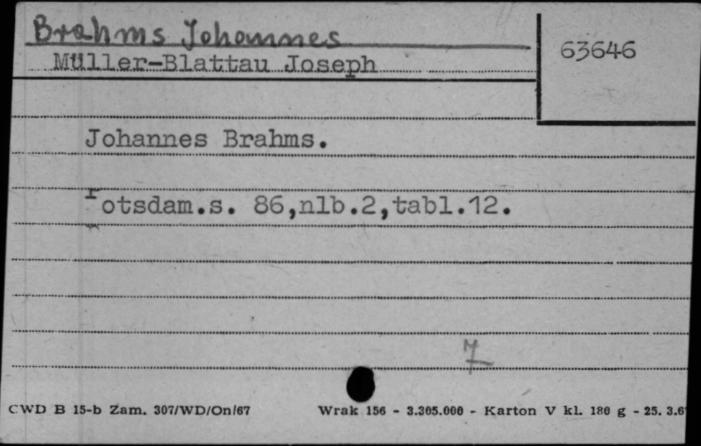 Brahms Johannes
63646
Müller-Blattau Joseph
Johannes Brahms.
Potsdam.s. 86,nlb.2,tabl.12.
M
CWD B 15-b Zam. 307/WD/On/67 Wrak 156 - 3.305.000 - Karton V kl. 180 g - 25. 3.6